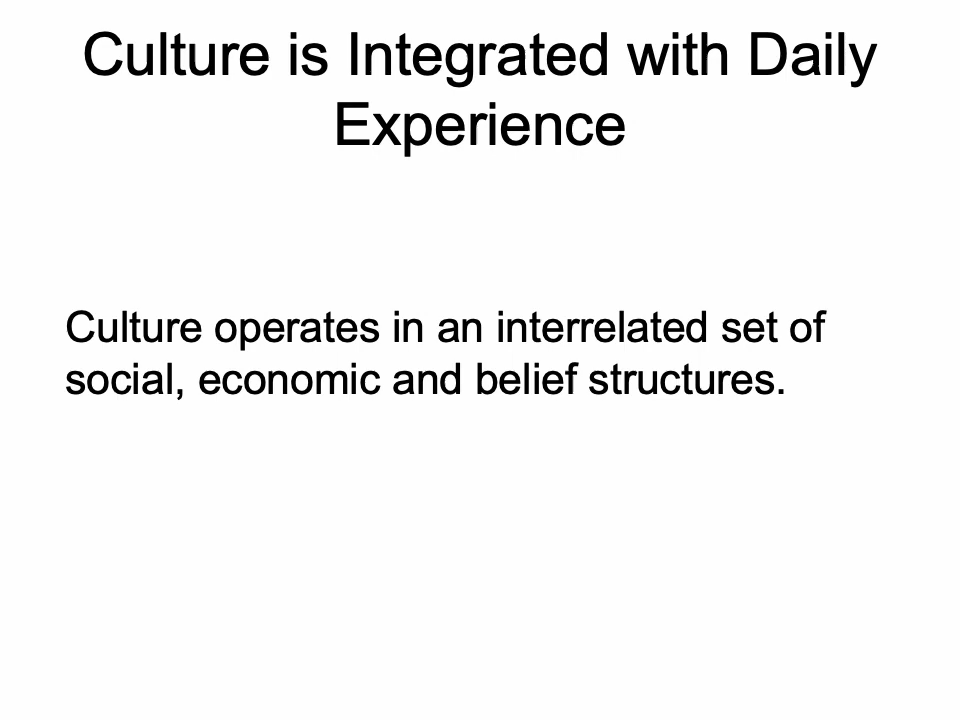 Culture is Integrated with Daily
Experience
Culture operates in an interrelated set of
social, economic and belief structures.